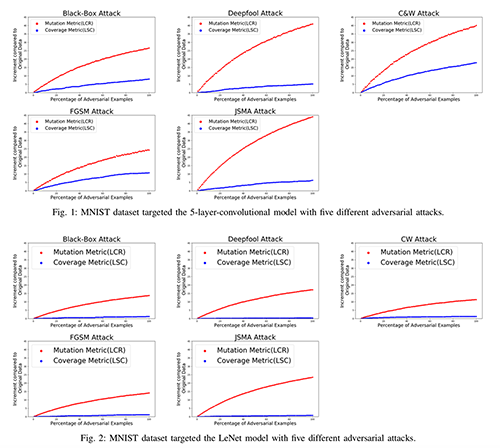 Black-Box Attack
Mutation Metric(LCR)
Coverage Metric(LSC)
Increment compared to
Original Data
Percentage of Adversarial Examples
Deepfool Attack
Mutation Metric(LCR)
Coverage Metric(LSC)
Increment compared to
Original Data
Percentage of Adversarial Examples
C&W Attack
Mutation Metric(LCR)
Coverage Metric(LSC)
Increment compared to
Original Data
Percentage of Adversarial Examples
FGSM Attack
Mutation Metric(LCR)
Coverage Metric(LSC)
Increment compared to
Original Data
Percentage of Adversarial Examples
JSMA Attack
Mutation Metric(LCR)
Coverage Metric(LSC)
Increment compared to
Original Data
Percentage of Adversarial Examples
Fig. 1: MNIST dataset targeted the 5-layer-convolutional model with five different adversarial attacks.
Black-Box Attack
Mutation Metric(LCR)
Coverage Metric(LSC)
Increment compared to
Original Data
Percentage of Adversarial Examples
Deepfool Attack
Mutation Metric(LCR)
Coverage Metric(LSC)
Increment compared to
Original Data
Percentage of Adversarial Examples
CW Attack
Mutation Metric(LCR)
Coverage Metric(LSC)
Increment compared to
Original Data
Percentage of Adversarial Examples
FGSM Attack
Mutation Metric(LCR)
Coverage Metric(LSC)
Increment compared to
Original Data
Percentage of Adversarial Examples
JSMA Attack
Mutation Metric(LCR)
Coverage Metric(LSC)
Increment compared to
Original Data
Percentage of Adversarial Examples
Fig. 2: MNIST dataset targeted the LeNet model with five different adversarial attacks.